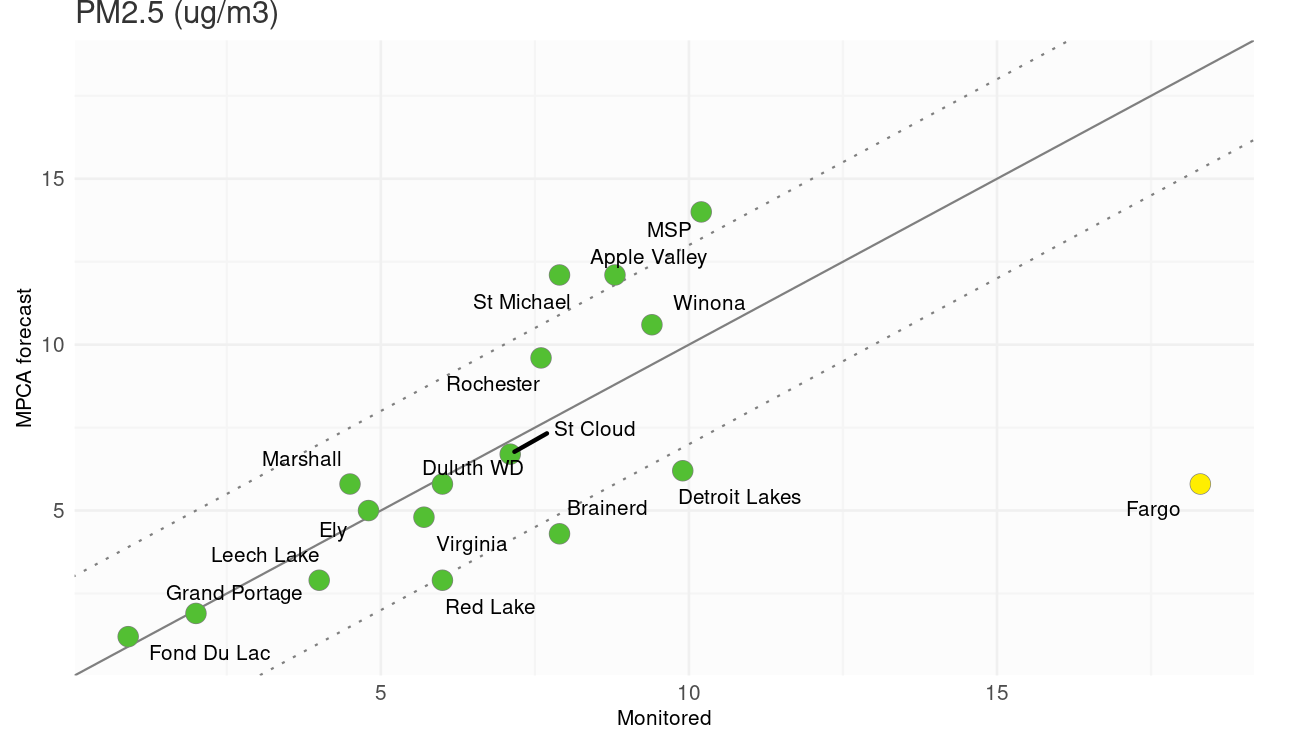 PM2.5 (ug/m3)
15
10
5
MPCA forecast
MSP
Apple Valley
St Michael
Winona
Rochester
St Cloud
Marshall
Duluth WD
Detroit Lakes
Brainerd
Fargo
Ely
Virginia
Leech Lake
Grand Portage
Red Lake
Fond Du Lac
5
10
15
Monitored